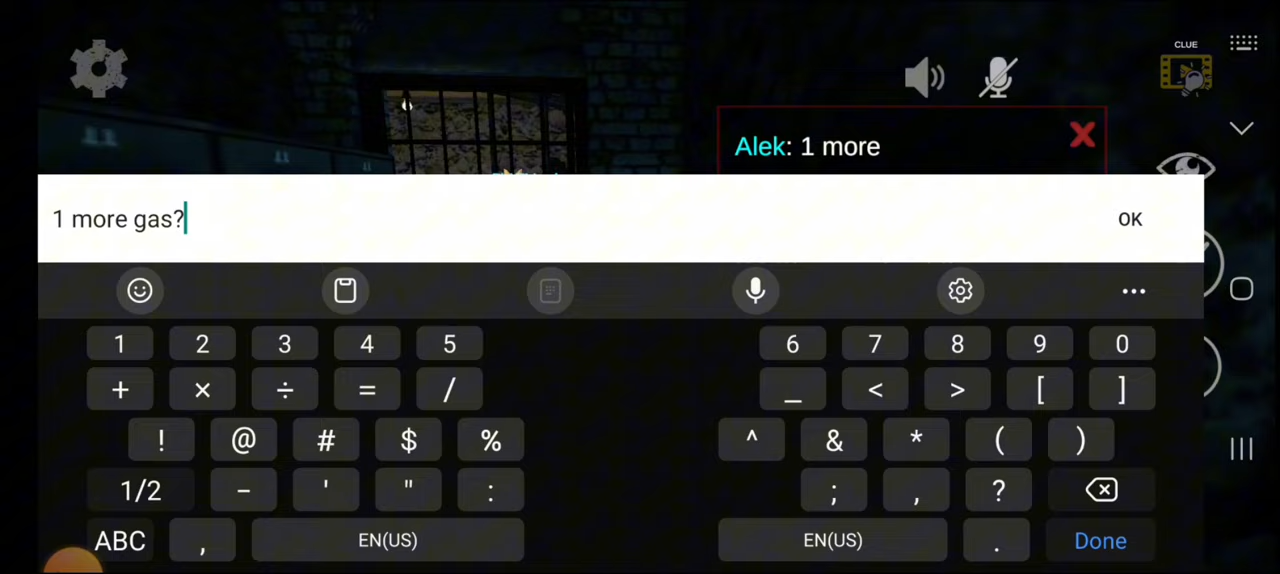 CLUE
Alek: 1 more
1 more gas?
OK
1 2 3 4 5 6 7 8 9 0
+ × ÷ = / _ < > [ ]
! @ # $ % ^ & * ( )
1/2 - ' " : ; , ?
ABC , EN(US) EN(US) . Done